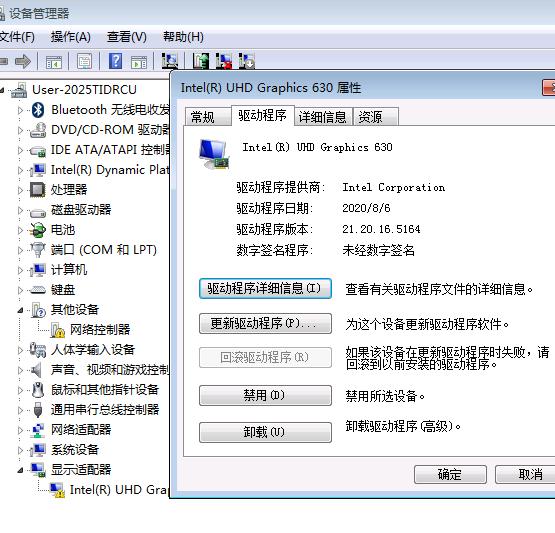 设备管理器
文件(F) 操作(A) 查看(V) 帮助(H)
User-2025TIDRCU
Bluetooth 无线电收发
DVD/CD-ROM 驱动器
IDE ATA/ATAPI 控制器
Intel(R) Dynamic Plat
处理器
磁盘驱动器
电池
端口 (COM 和 LPT)
计算机
键盘
其他设备
网络控制器
人体学输入设备
声音、视频和游戏控制
鼠标和其他指针设备
通用串行总线控制器
网络适配器
系统设备
显示适配器
Intel(R) UHD Gra
Intel(R) UHD Graphics 630 属性
常规 驱动程序 详细信息 资源
Intel(R) UHD Graphics 630
驱动程序提供商: Intel Corporation
驱动程序日期: 2020/8/6
驱动程序版本: 21.20.16.5164
数字签名程序: 未经数字签名
驱动程序详细信息(I) 查看有关驱动程序文件的详细信息。
更新驱动程序(P)... 为这个设备更新驱动程序软件。
回滚驱动程序(R) 如果该设备在更新驱动程序时失败，请
回滚到以前安装的驱动程序。
禁用(D) 禁用所选设备。
卸载(U) 卸载驱动程序(高级)。
确定 取消